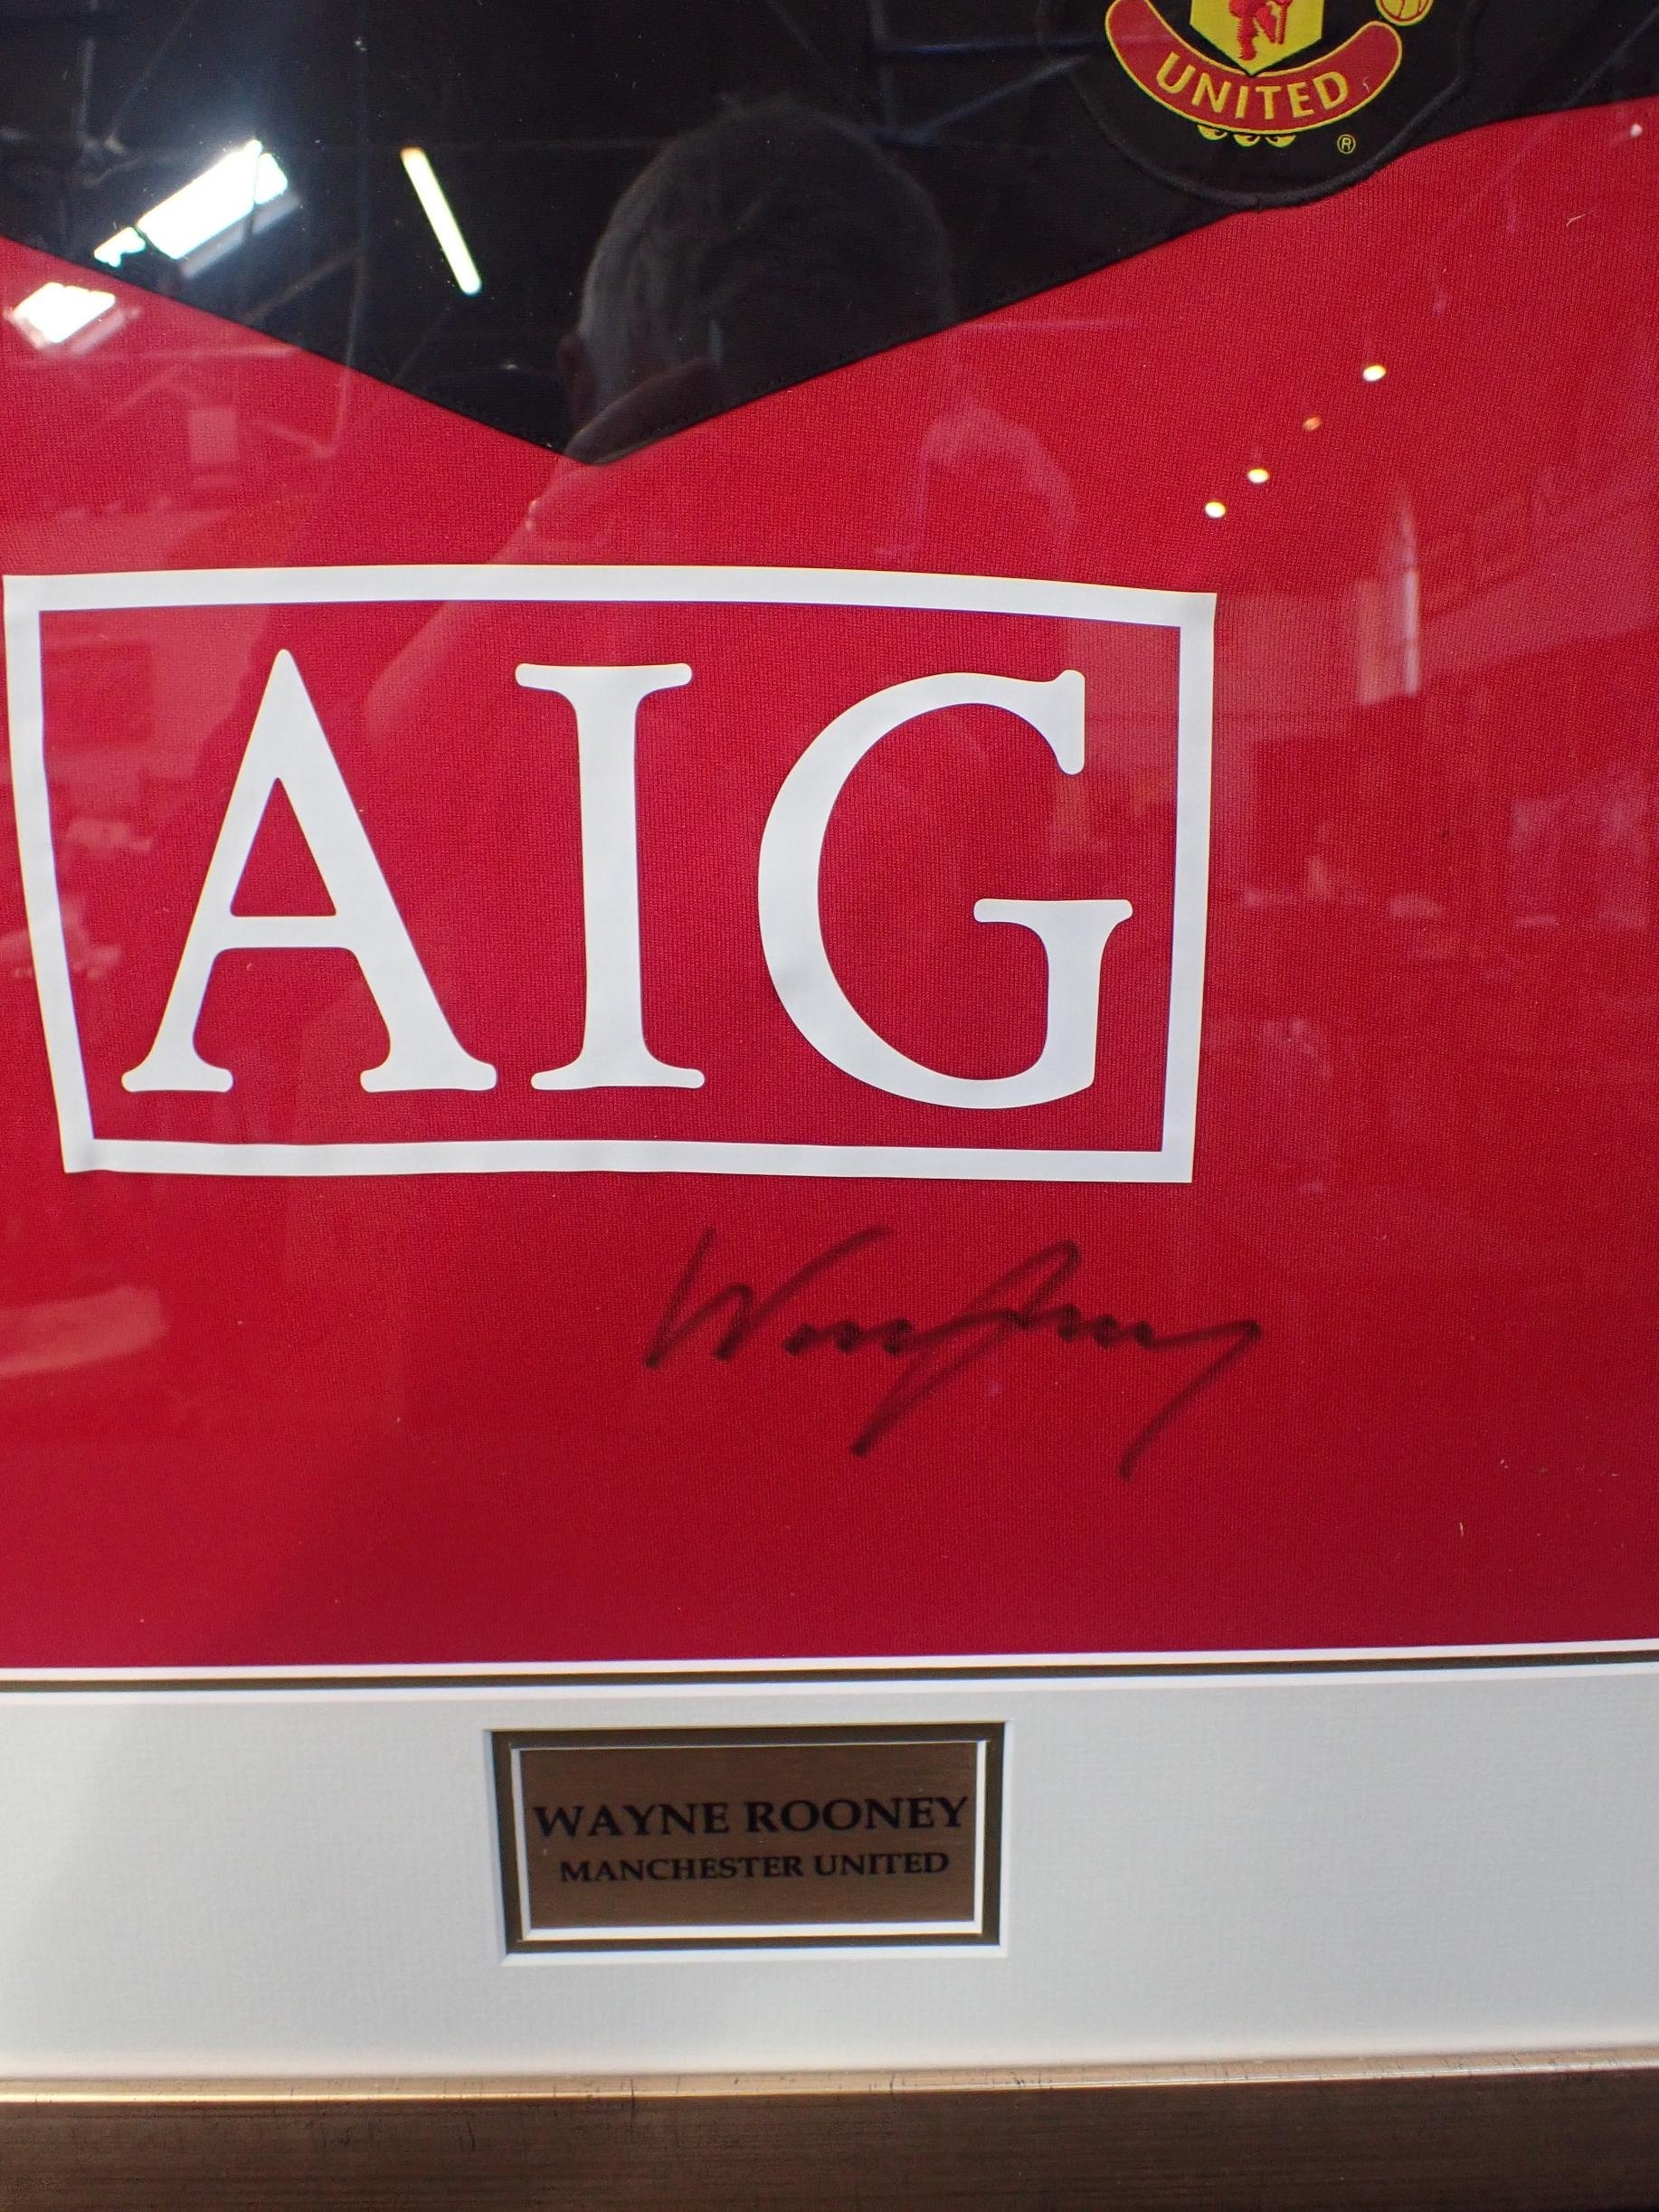 UNITED
®
AIG
WAYNE ROONEY
MANCHESTER UNITED